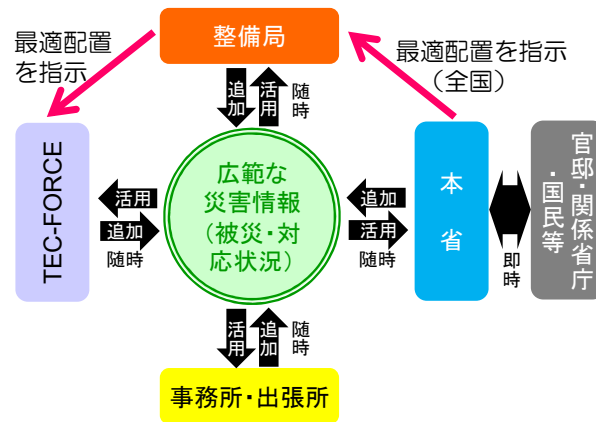 整備局
最適配置
を指示
最適配置を指示
（全国）
追加
活用
随時
TEC-FORCE
活用
追加
随時
広範な
災害情報
（被災・対
応状況）
追加
活用
随時
本省
即時
官邸・関係省庁
・国民等
活用
追加
随時
事務所・出張所